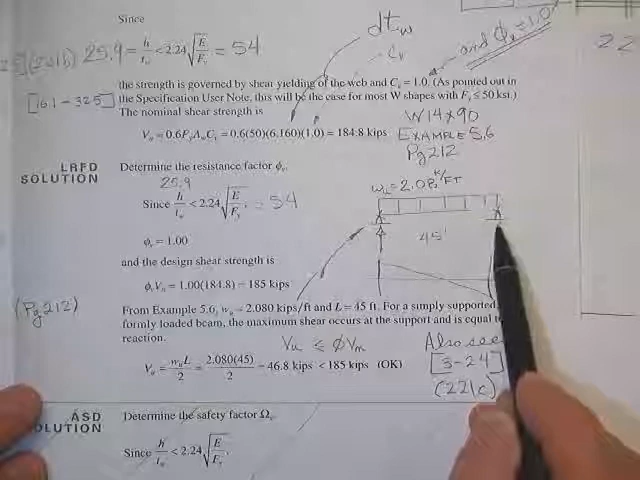 Since
dtw
Cv
and Φv = 1.0
25.9 = h/tw < 2.24√E/Fy = 54
22
the strength is governed by shear yielding of the web and Cv = 1.0. (As pointed out in
[16.1-325] the Specification User Note, this will be the case for most W shapes with Fy ≤ 50 ksi.)
The nominal shear strength is
W14x90
Vn = 0.6FyAwCv = 0.6(50)(6.160)(1.0) = 184.8 kips
EXAMPLE 5.6
Pg 212
LRFD SOLUTION
Determine the resistance factor ϕv.
25.9
Since h/tw < 2.24√E/Fy = 54
wu = 2.08 K/FT
45'
ϕv = 1.00
and the design shear strength is
ϕvVn = 1.00(184.8) = 185 kips
(Pg 212)
From Example 5.6, wu = 2.080 kips/ft and L = 45 ft. For a simply supported,
formly loaded beam, the maximum shear occurs at the support and is equal
reaction.
Vu ≤ ΦVn
Also see
Vu = wuL/2 = 2.080(45)/2 = 46.8 kips < 185 kips (OK)
[3-24]
(221c)
ASD
OLUTION
Determine the safety factor Ωv.
Since h/tw < 2.24√E/Fy,